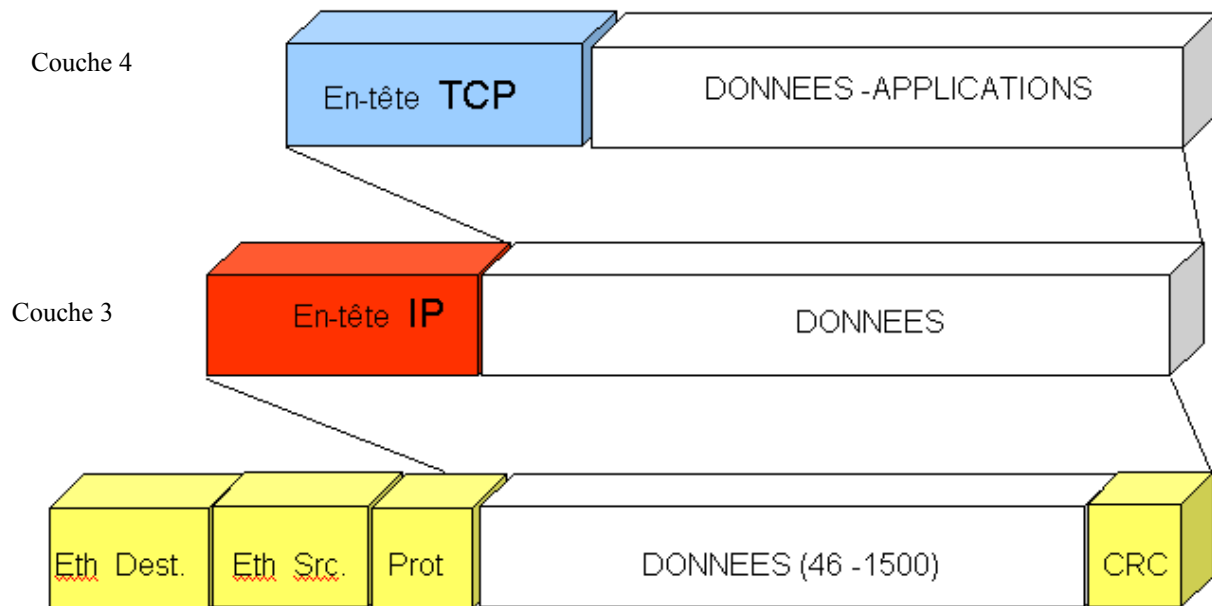 Couche 4
En-tête TCP
DONNEES -APPLICATIONS
Couche 3
En-tête IP
DONNEES
Eth Dest.
Eth Src.
Prot
DONNEES (46 -1500)
CRC